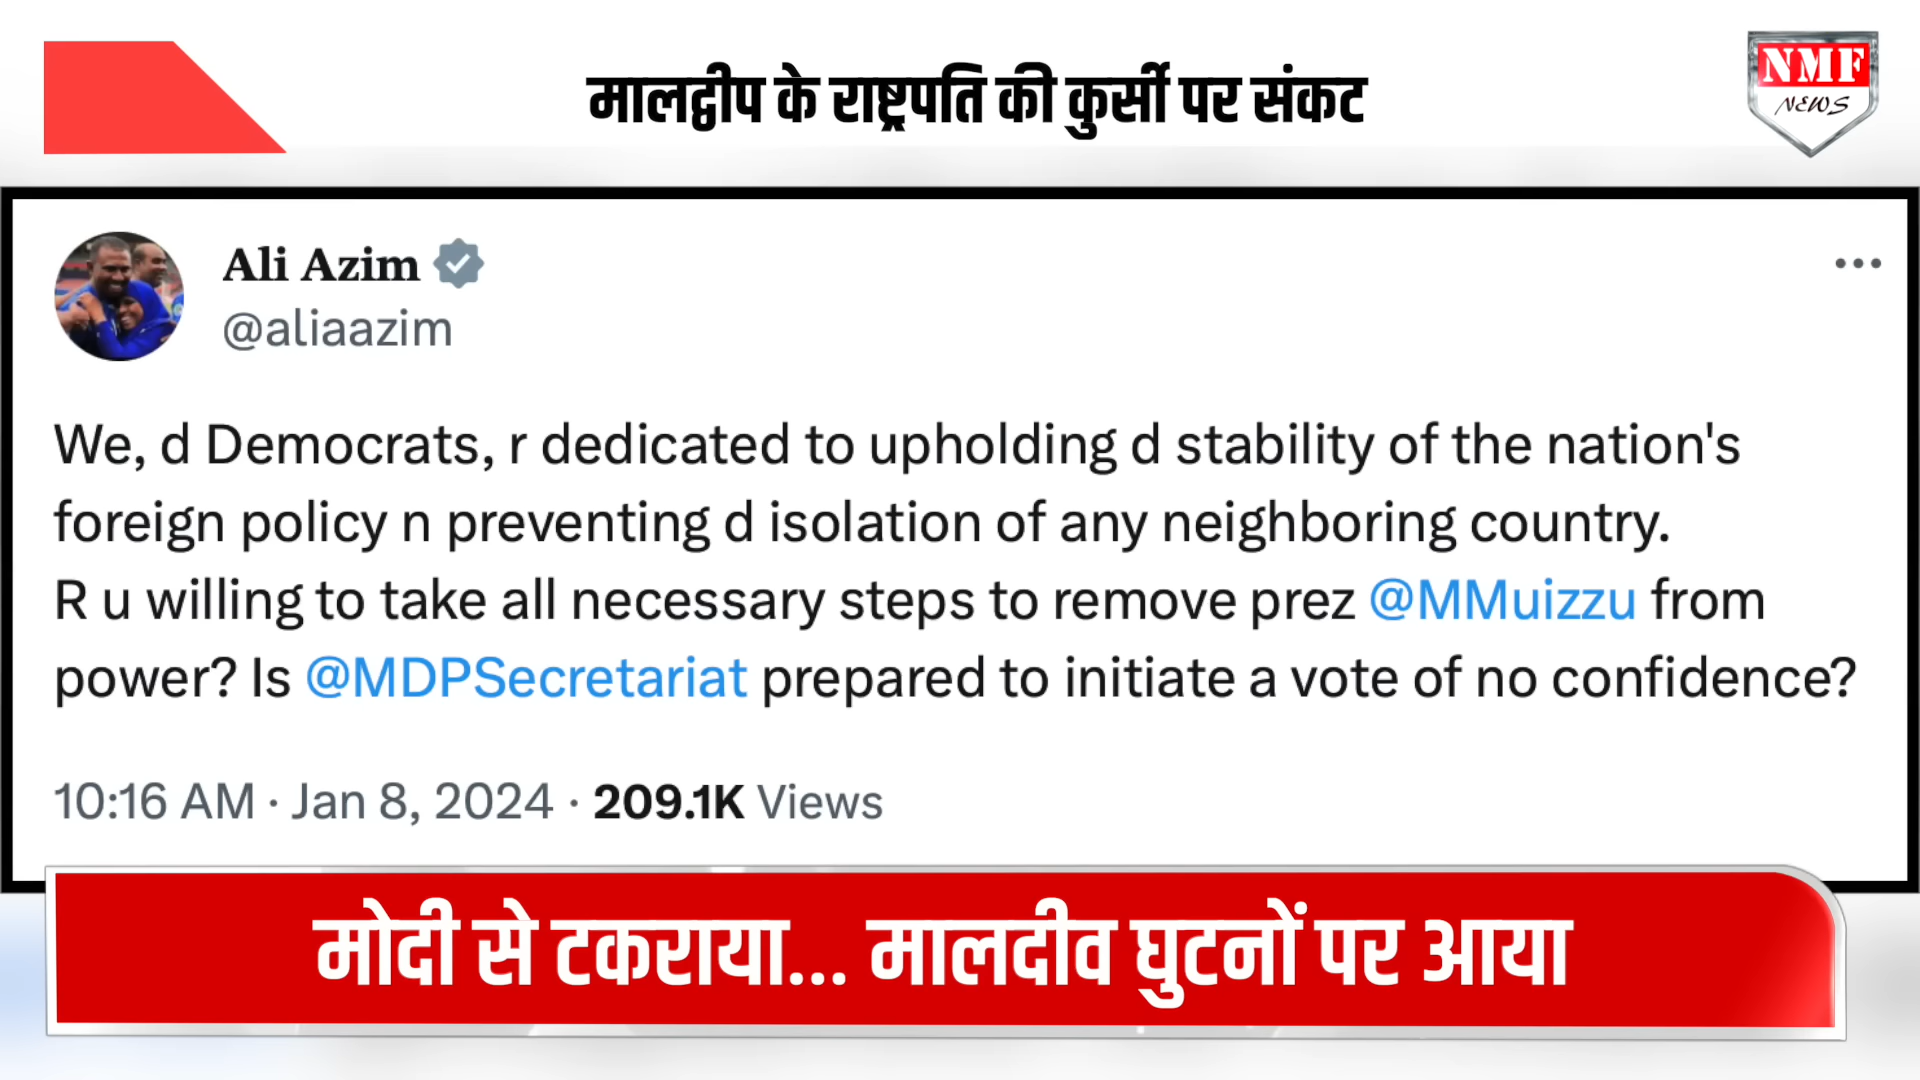 मालद्वीप के राष्ट्रपति की कुर्सी पर संकट
NMF
NEWS
Ali Azim
@aliaazim
We, d Democrats, r dedicated to upholding d stability of the nation's
foreign policy n preventing d isolation of any neighboring country.
R u willing to take all necessary steps to remove prez @MMuizzu from
power? Is @MDPSecretariat prepared to initiate a vote of no confidence?
10:16 AM · Jan 8, 2024 · 209.1K Views
मोदी से टकराया... मालदीव घुटनों पर आया